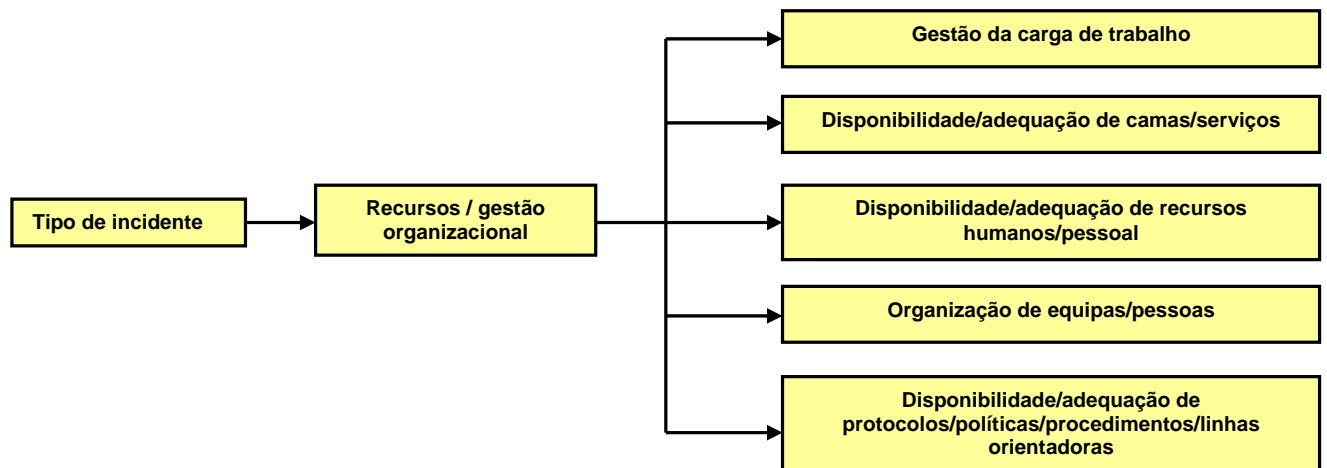 Tipo de incidente
Recursos / gestão
organizacional
Gestão da carga de trabalho
Disponibilidade/adequação de camas/serviços
Disponibilidade/adequação de recursos
humanos/pessoal
Organização de equipas/pessoas
Disponibilidade/adequação de
protocolos/políticas/procedimentos/linhas
orientadoras